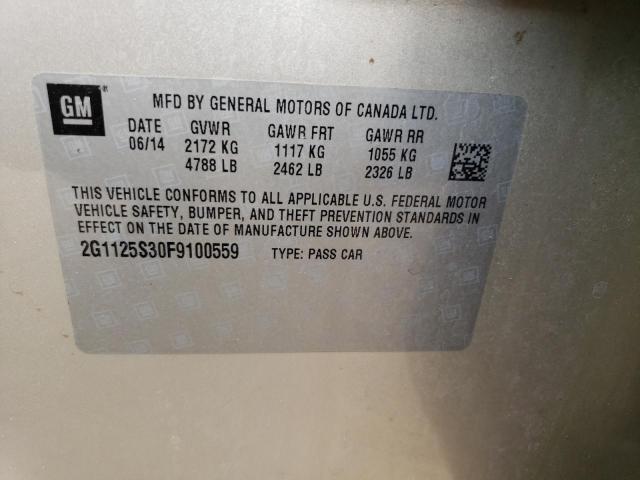 GM ®
MFD BY GENERAL MOTORS OF CANADA LTD.
DATE GVWR GAWR FRT GAWR RR
06/14 2172 KG 1117 KG 1055 KG
4788 LB 2462 LB 2326 LB
THIS VEHICLE CONFORMS TO ALL APPLICABLE U.S. FEDERAL MOTOR
VEHICLE SAFETY, BUMPER, AND THEFT PREVENTION STANDARDS IN
EFFECT ON THE DATE OF MANUFACTURE SHOWN ABOVE.
2G1125S30F9100559 TYPE: PASS CAR